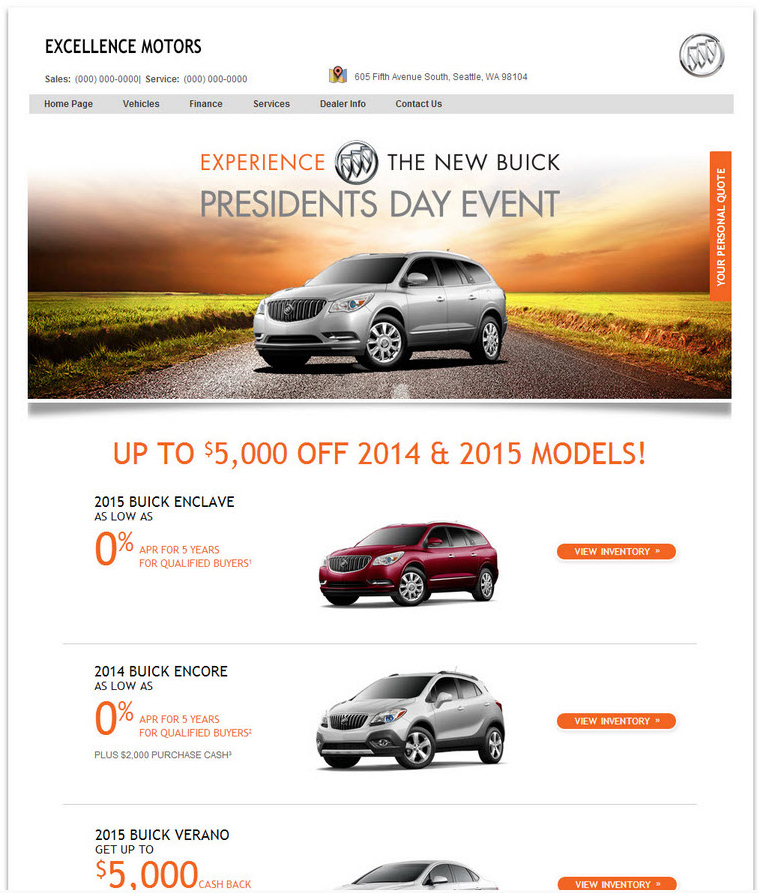 EXCELLENCE MOTORS
Sales: (000) 000-0000| Service: (000) 000-0000
605 Fifth Avenue South, Seattle, WA 98104
Home Page Vehicles Finance Services Dealer Info Contact Us
EXPERIENCE THE NEW BUICK
PRESIDENTS DAY EVENT
YOUR PERSONAL QUOTE
UP TO $5,000 OFF 2014 & 2015 MODELS!
2015 BUICK ENCLAVE
AS LOW AS
0% APR FOR 5 YEARS
FOR QUALIFIED BUYERS¹
VIEW INVENTORY »
2014 BUICK ENCORE
AS LOW AS
0% APR FOR 5 YEARS
FOR QUALIFIED BUYERS²
PLUS $2,000 PURCHASE CASH³
VIEW INVENTORY »
2015 BUICK VERANO
GET UP TO
$5,000 CASH BACK
VIEW INVENTORY »